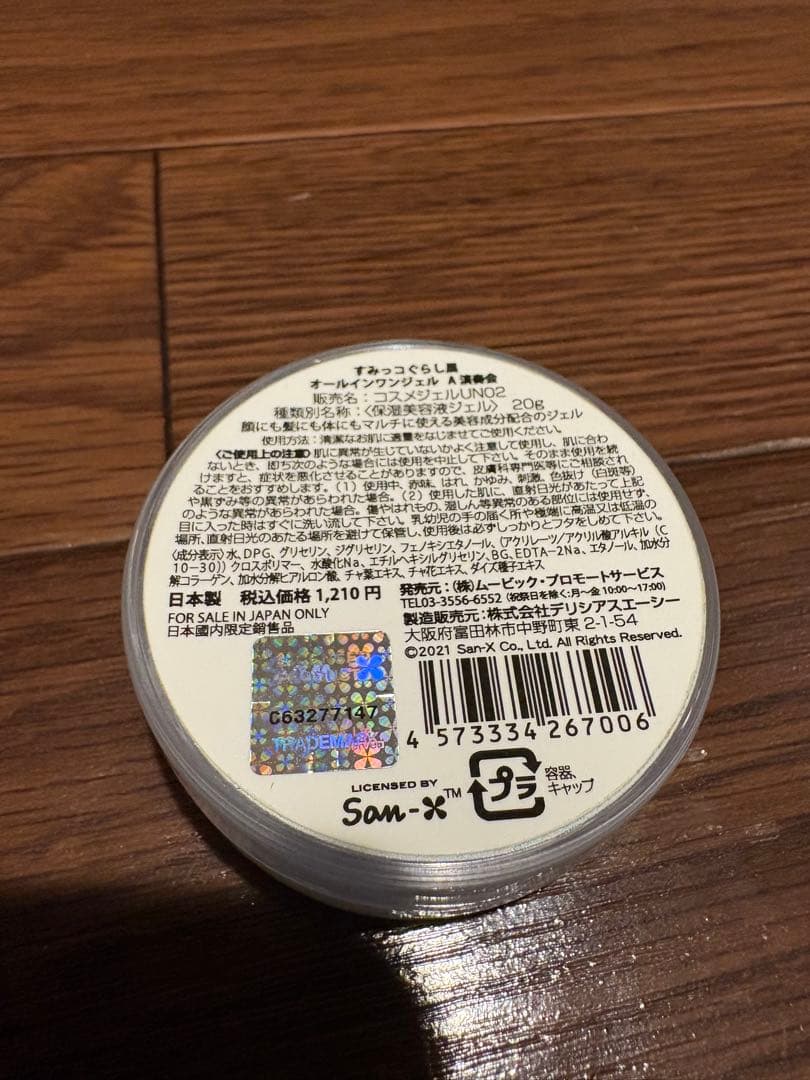 すみっコぐらし展
オールインワンジェル A 演奏会
販売名：コスメジェルUN02
種類別名称：〈保湿美容液ジェル〉 20g
顔にも髪にも体にもマルチに使える美容成分配合のジェル
使用方法：清潔なお肌に適量をなじませてご使用ください。
〈ご使用上の注意〉肌に異常が生じていないかよく注意して使用し、肌に合わ
ないとき、即ち次のような場合には使用を中止して下さい。そのまま使用を続
けますと、症状を悪化させることがありますので、皮膚科専門医等にご相談され
ることをおすすめします。（1）使用中、赤味、はれ、かゆみ、刺激、色抜け（白斑等）
や黒ずみ等の異常があらわれた場合。（2）使用した肌に、直射日光があたって上記
のような異常があらわれた場合。傷やはれもの、湿しん等異常のある部位には使用せず、
目に入った時はすぐに洗い流して下さい。乳幼児の手の届く所や極端に高温又は低温の
場所、直射日光のあたる場所を避けて保管し、使用後は必ずしっかりとフタをしめて下さい。
〈成分表示〉水、DPG、グリセリン、ジグリセリン、フェノキシエタノール、（アクリレーツ／アクリル酸アルキル（C
10−30））クロスポリマー、水酸化Na、エチルヘキシルグリセリン、BG、EDTA-2Na、エタノール、加水分
解コラーゲン、加水分解ヒアルロン酸、チャ葉エキス、チャ花エキス、ダイズ種子エキス
日本製 税込価格 1,210 円
FOR SALE IN JAPAN ONLY
日本國内限定銷售品
発売元：（株）ムービック・プロモートサービス
TEL03-3556-6552（祝祭日を除く：月〜金 10:00〜17:00）
製造販売元：株式会社デリシアスエーシー
大阪府富田林市中野町東 2-1-54
©2021 San-X Co., Ltd. All Rights Reserved.
C63277147
TRADEMARK
4 573334 267006
LICENSED BY
San-X™
プラ
容器、
キャップ